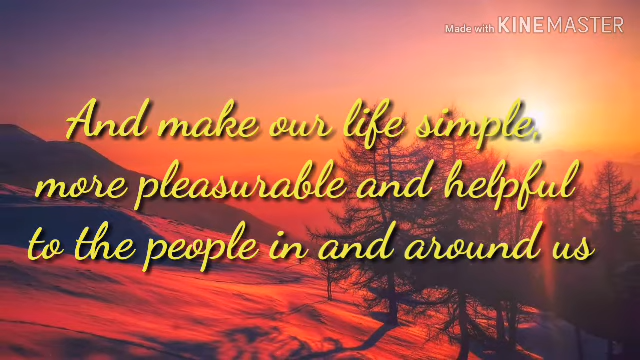 Made with KINEMASTER
And make our life simple,
more pleasurable and helpful
to the people in and around us